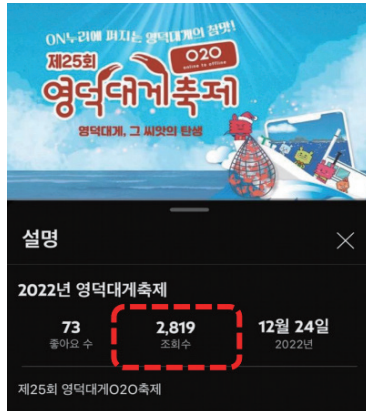 ON누리에 퍼지는 영덕대게의 참맛!
제25회
O2O
online to offline
영덕대게축제
영덕대게, 그 씨앗의 탄생
설명
2022년 영덕대게축제
73
2,819
12월 24일
좋아요 수
조회수
2022년
제25회 영덕대게O2O축제